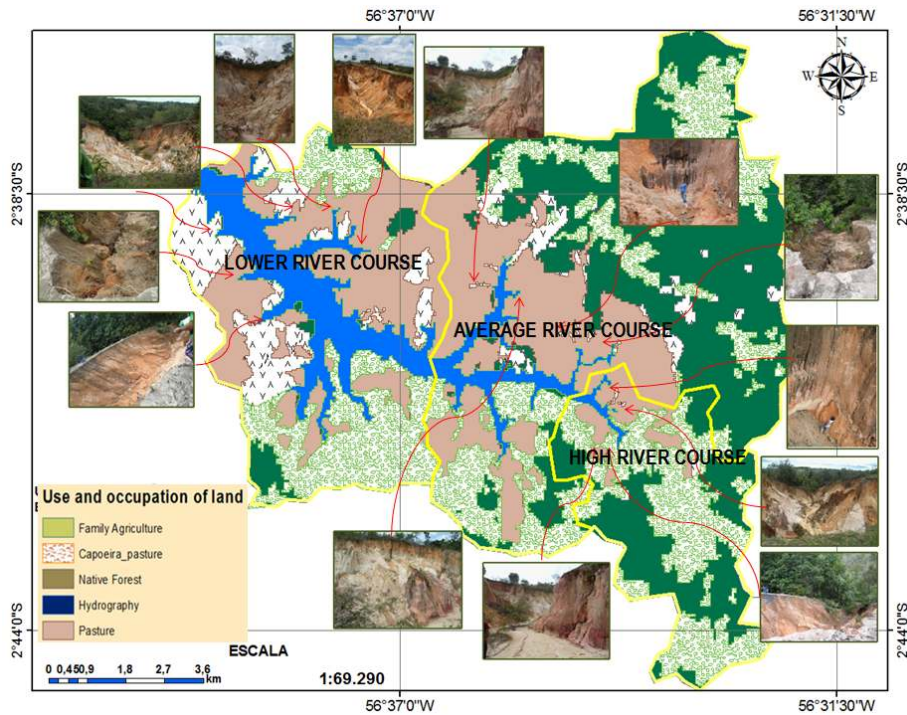 56°37'0"W
56°31'30"W
N
W
E
S
2°38'30"S
2°38'30"S
LOWER RIVER COURSE
AVERAGE RIVER COURSE
HIGH RIVER COURSE
Use and occupation of land
Family Agriculture
Capoeira_pasture
Native Forest
Hydrography
Pasture
2°44'0"S
2°44'0"S
ESCALA
0 0,450,9 1,8 2,7 3,6
km
1:69.290
56°37'0"W
56°31'30"W